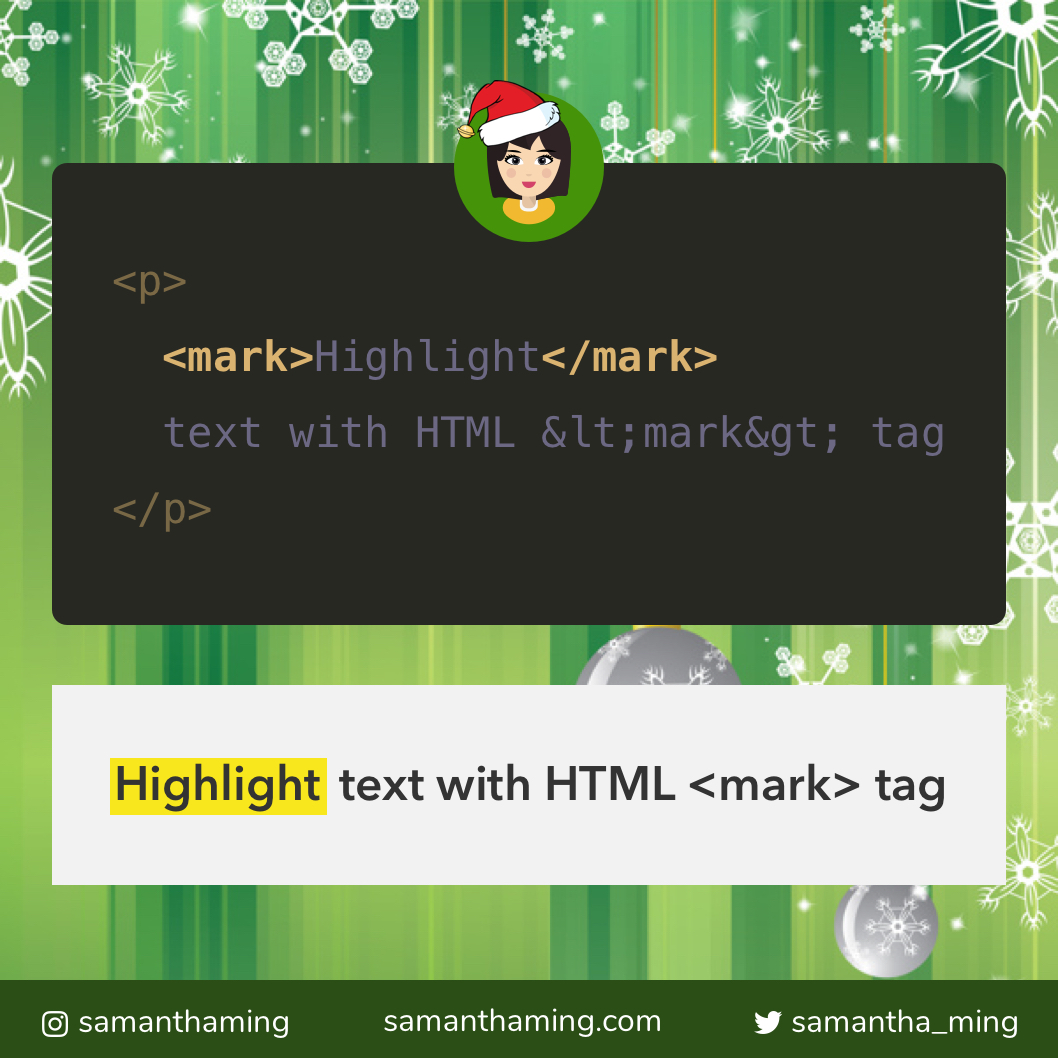 <p>
<mark>Highlight</mark>
text with HTML &lt;mark&gt; tag
</p>
Highlight text with HTML <mark> tag
samanthaming
samanthaming.com
samantha_ming